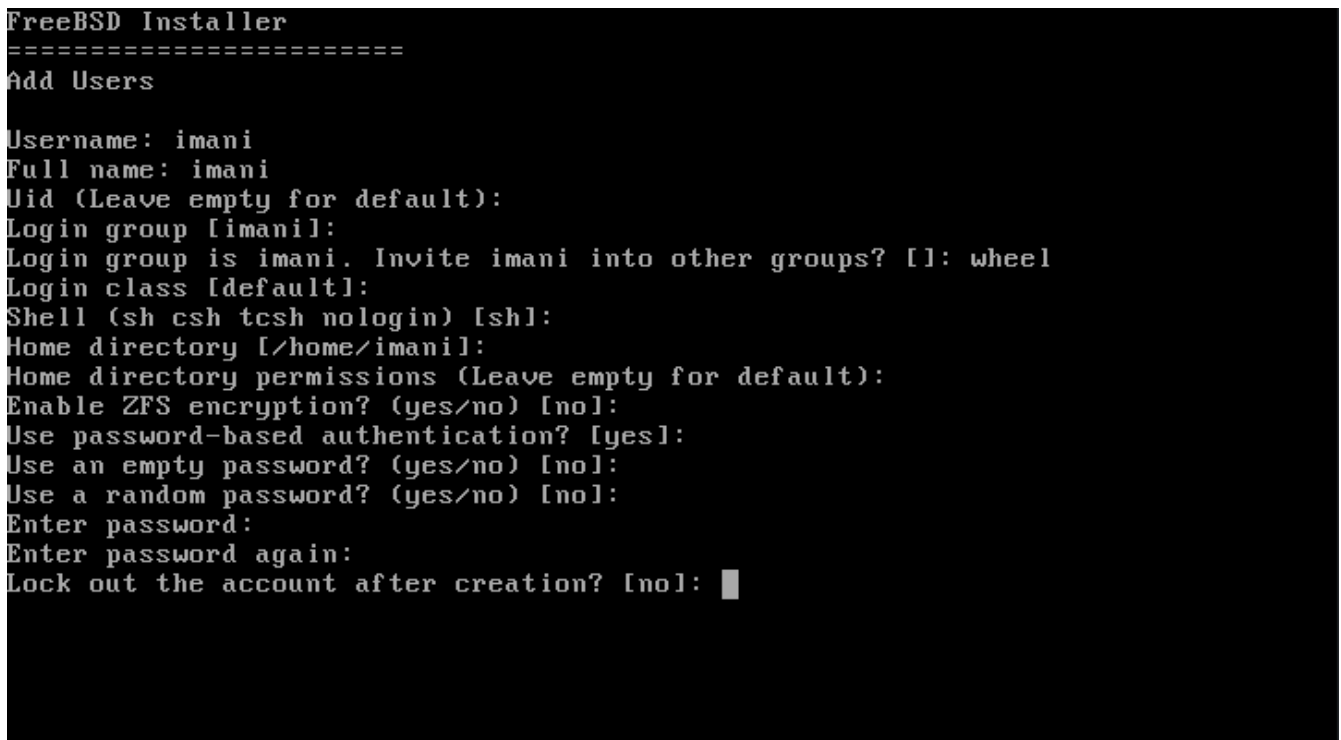 FreeBSD Installer
========================
Add Users
Username: imani
Full name: imani
Uid (Leave empty for default):
Login group [imani]:
Login group is imani. Invite imani into other groups? []: wheel
Login class [default]:
Shell (sh csh tcsh nologin) [sh]:
Home directory [/home/imani]:
Home directory permissions (Leave empty for default):
Enable ZFS encryption? (yes/no) [no]:
Use password-based authentication? [yes]:
Use an empty password? (yes/no) [no]:
Use a random password? (yes/no) [no]:
Enter password:
Enter password again:
Lock out the account after creation? [no]: